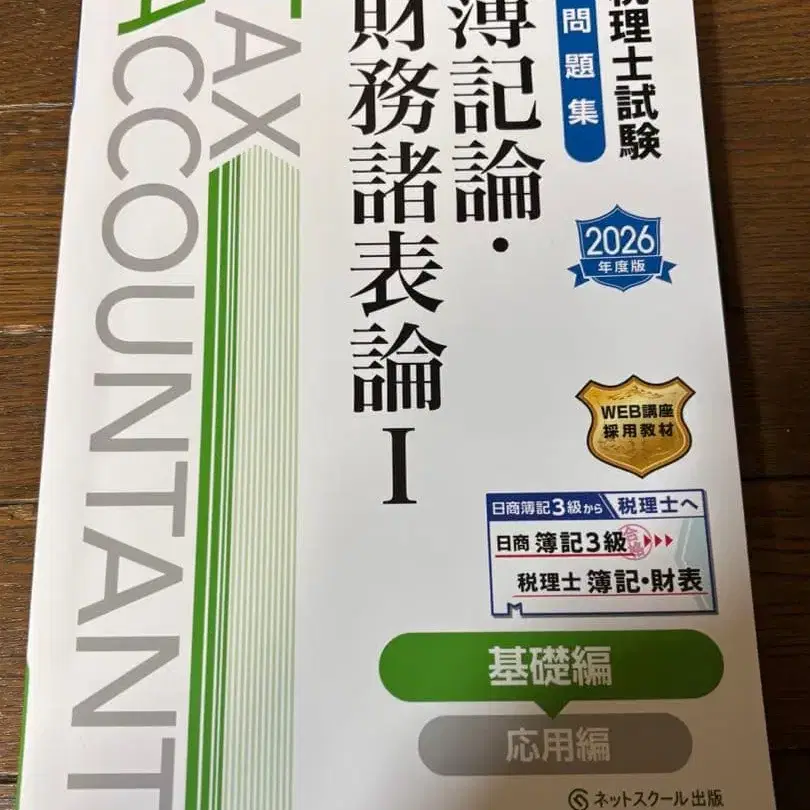 税理士試験
問題集
簿記論・
財務諸表論Ⅰ
TAX
ACCOUNTANT
2026
年度版
WEB講座
採用教材
日商簿記3級から 税理士へ
日商 簿記3級 合格
税理士 簿記・財表
基礎編
応用編
ネットスクール出版